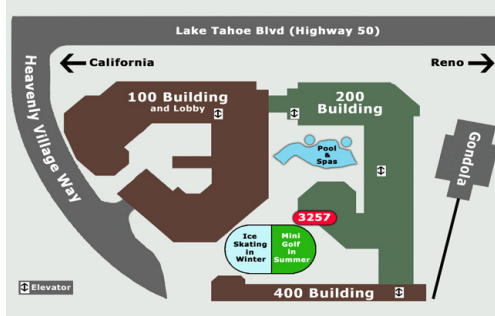 Lake Tahoe Blvd (Highway 50)
California
Reno
Heavenly Village Way
100 Building
and Lobby
200
Building
Pool
&
Spas
Gondola
3257
Ice
Skating
in
Winter
Mini
Golf
in
Summer
Elevator
400 Building